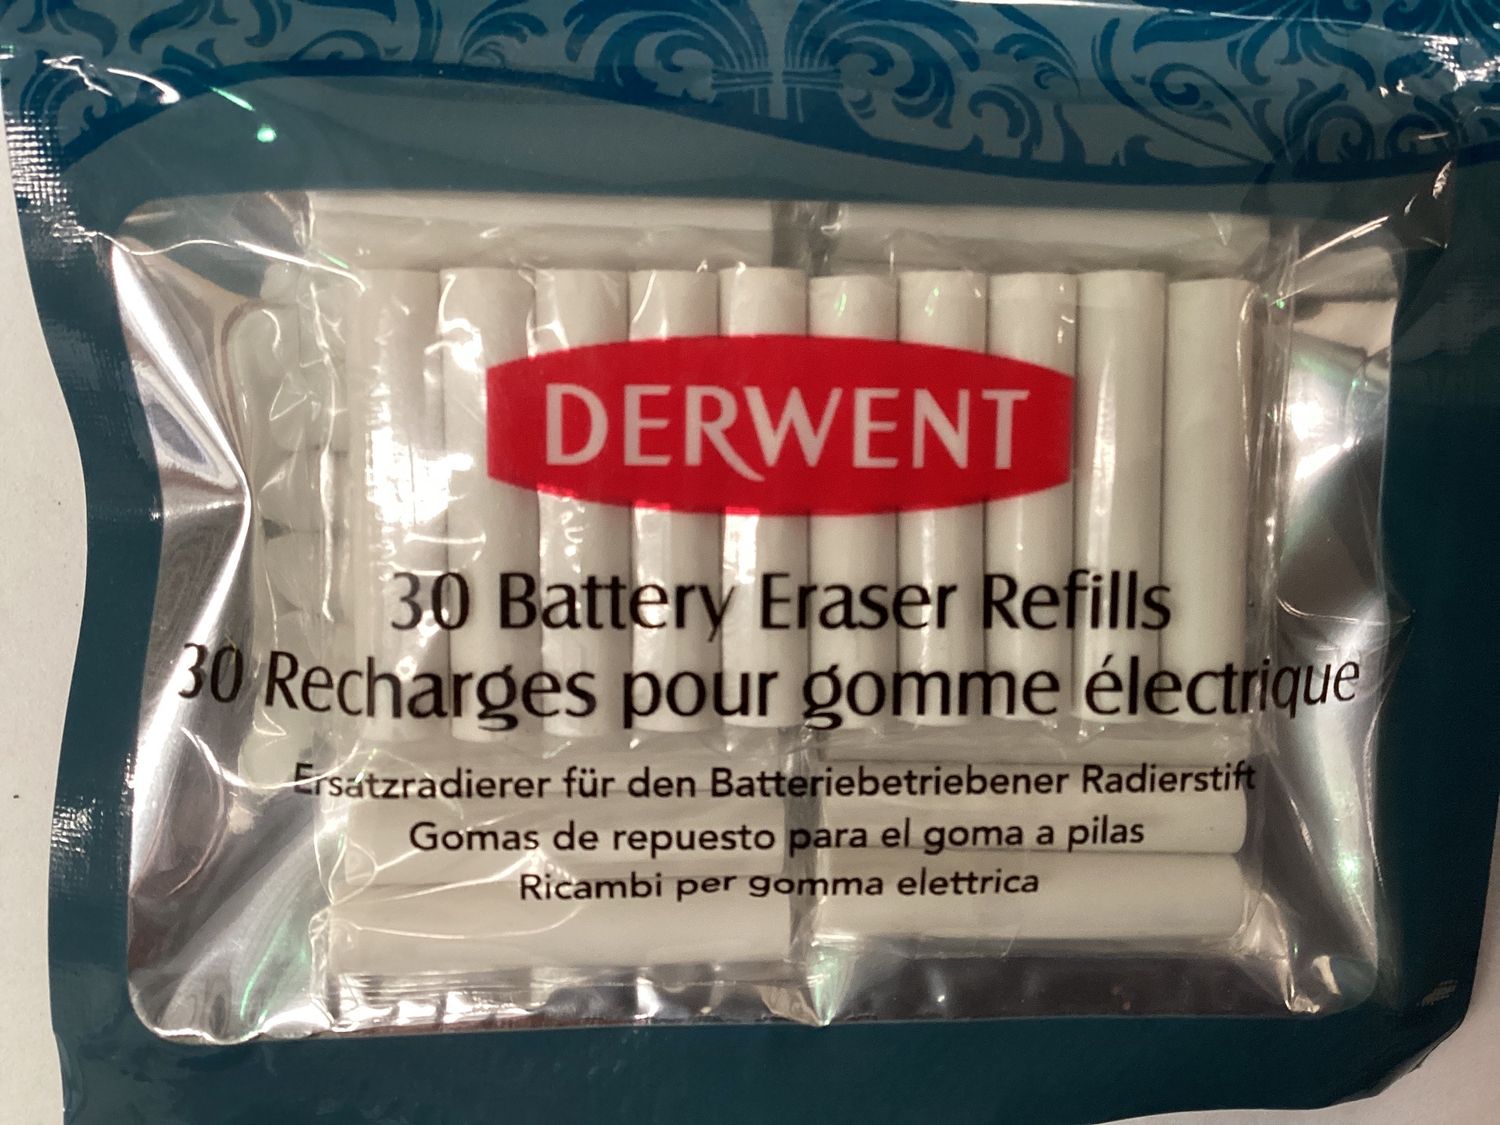 DERWENT
30 Battery Eraser Refills
30 Recharges pour gomme électrique
Ersatzradierer für den Batteriebetriebener Radierstift
Gomas de repuesto para el goma a pilas
Ricambi per gomma elettrica